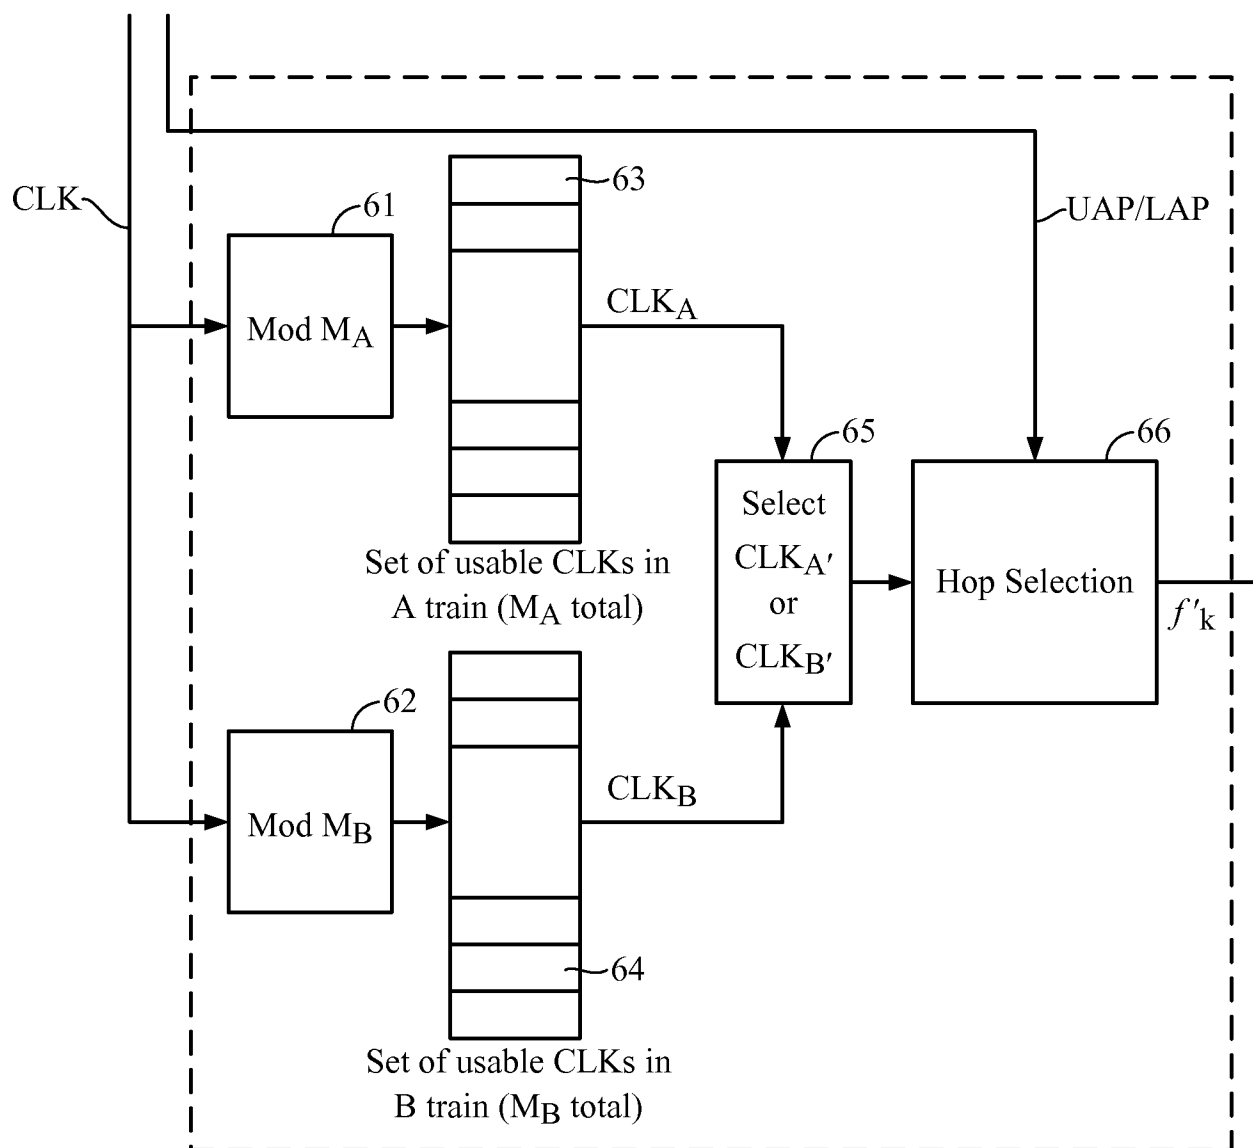 CLK
61
Mod MA
63
CLKA
UAP/LAP
Set of usable CLKs in
A train (MA total)
65
Select
CLKA′
or
CLKB′
66
Hop Selection
f′k
62
Mod MB
CLKB
64
Set of usable CLKs in
B train (MB total)